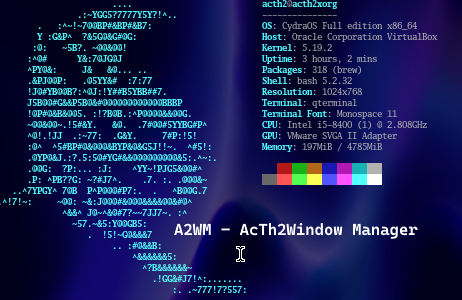 acth2@acth2xorg
---------------
OS: CydraOS Full edition x86_64
Host: Oracle Corporation VirtualBox
Kernel: 5.19.2
Uptime: 3 hours, 2 mins
Packages: 318 (brew)
Shell: bash 5.2.32
Resolution: 1024x768
Terminal: qterminal
Terminal Font: Monospace 11
CPU: Intel i5-8400 (1) @ 2.808GHz
GPU: VMware SVGA II Adapter
Memory: 197MiB / 4785MiB
A2WM - AcTh2Window Manager